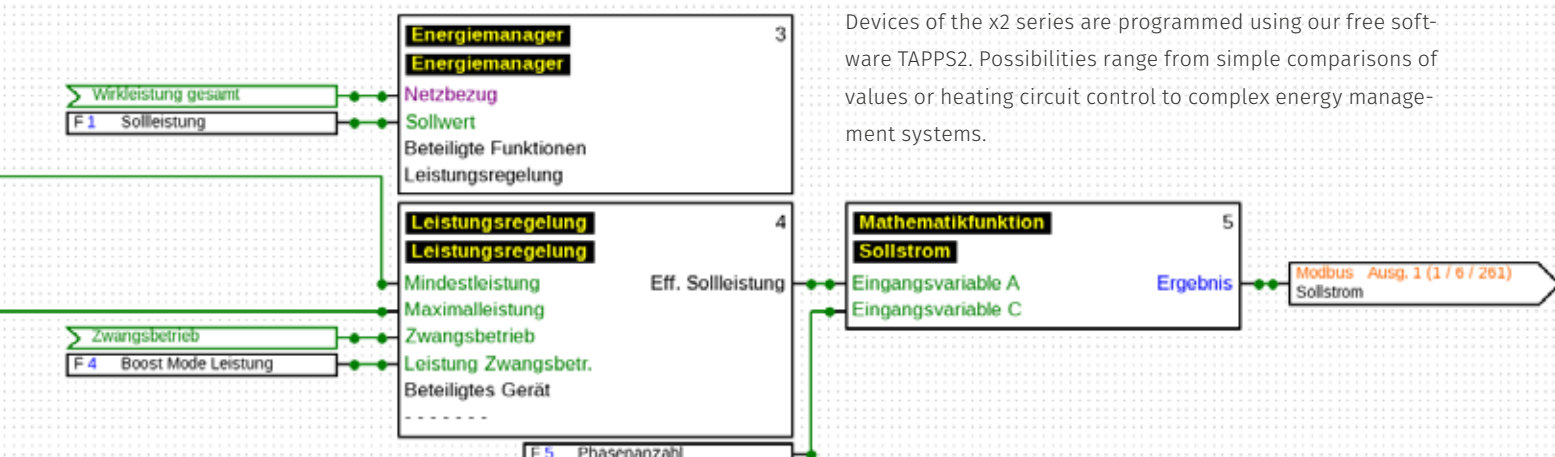 Energiemanager 3
Energiemanager
Wirkleistung gesamt
Netzbezug
F 1 Sollleistung
Sollwert
Beteiligte Funktionen
Leistungsregelung
Devices of the x2 series are programmed using our free soft-
ware TAPPS2. Possibilities range from simple comparisons of
values or heating circuit control to complex energy manage-
ment systems.
Leistungsregelung 4
Leistungsregelung
Mindestleistung Eff. Sollleistung
Maximalleistung
Zwangsbetrieb
Zwangsbetrieb
F 4 Boost Mode Leistung
Leistung Zwangsbetr.
Beteiligtes Gerät
- - - - - - -
F 5 Phasenanzahl
Mathematikfunktion 5
Sollstrom
Eingangsvariable A Ergebnis
Eingangsvariable C
Modbus Ausg. 1 (1 / 6 / 261)
Sollstrom